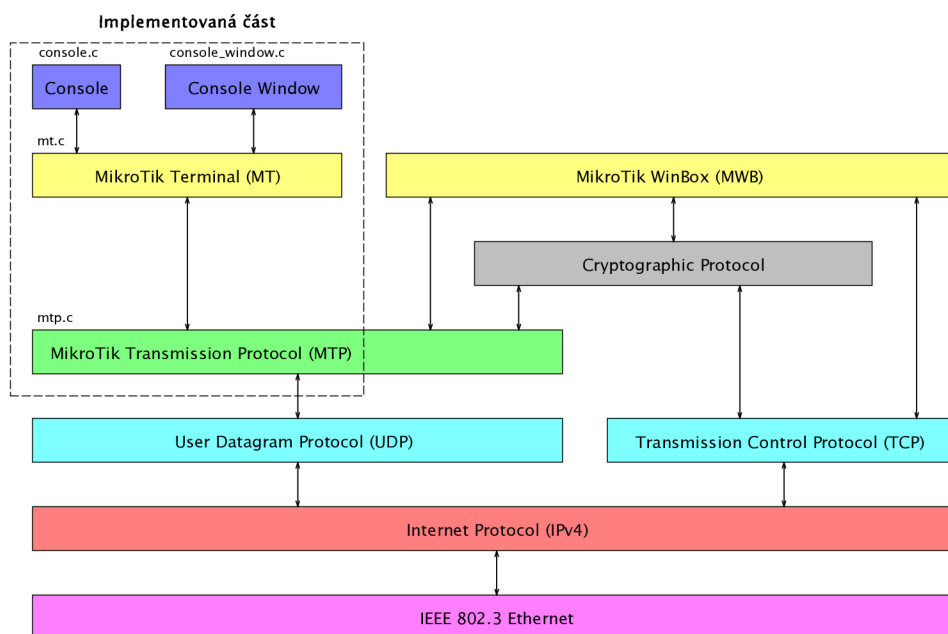 Implementovaná část
console.c
console_window.c
Console
Console Window
mt.c
MikroTik Terminal (MT)
MikroTik WinBox (MWB)
Cryptographic Protocol
mtp.c
MikroTik Transmission Protocol (MTP)
User Datagram Protocol (UDP)
Transmission Control Protocol (TCP)
Internet Protocol (IPv4)
IEEE 802.3 Ethernet